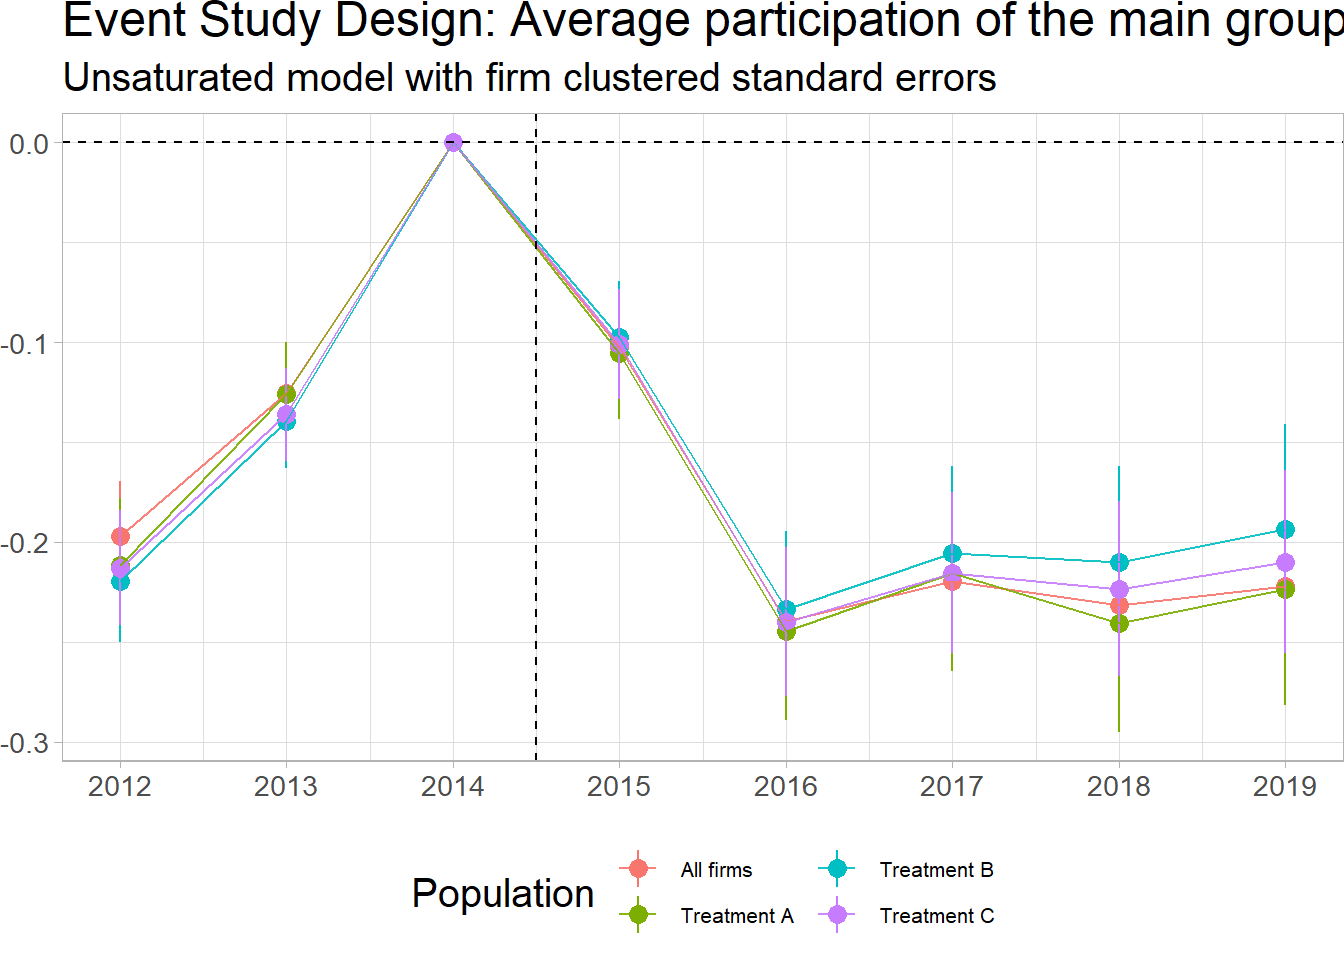 Event Study Design: Average participation of the main group
Unsaturated model with firm clustered standard errors
0.0
-0.1
-0.2
-0.3
2012 2013 2014 2015 2016 2017 2018 2019
Population
All firms Treatment B
Treatment A Treatment C